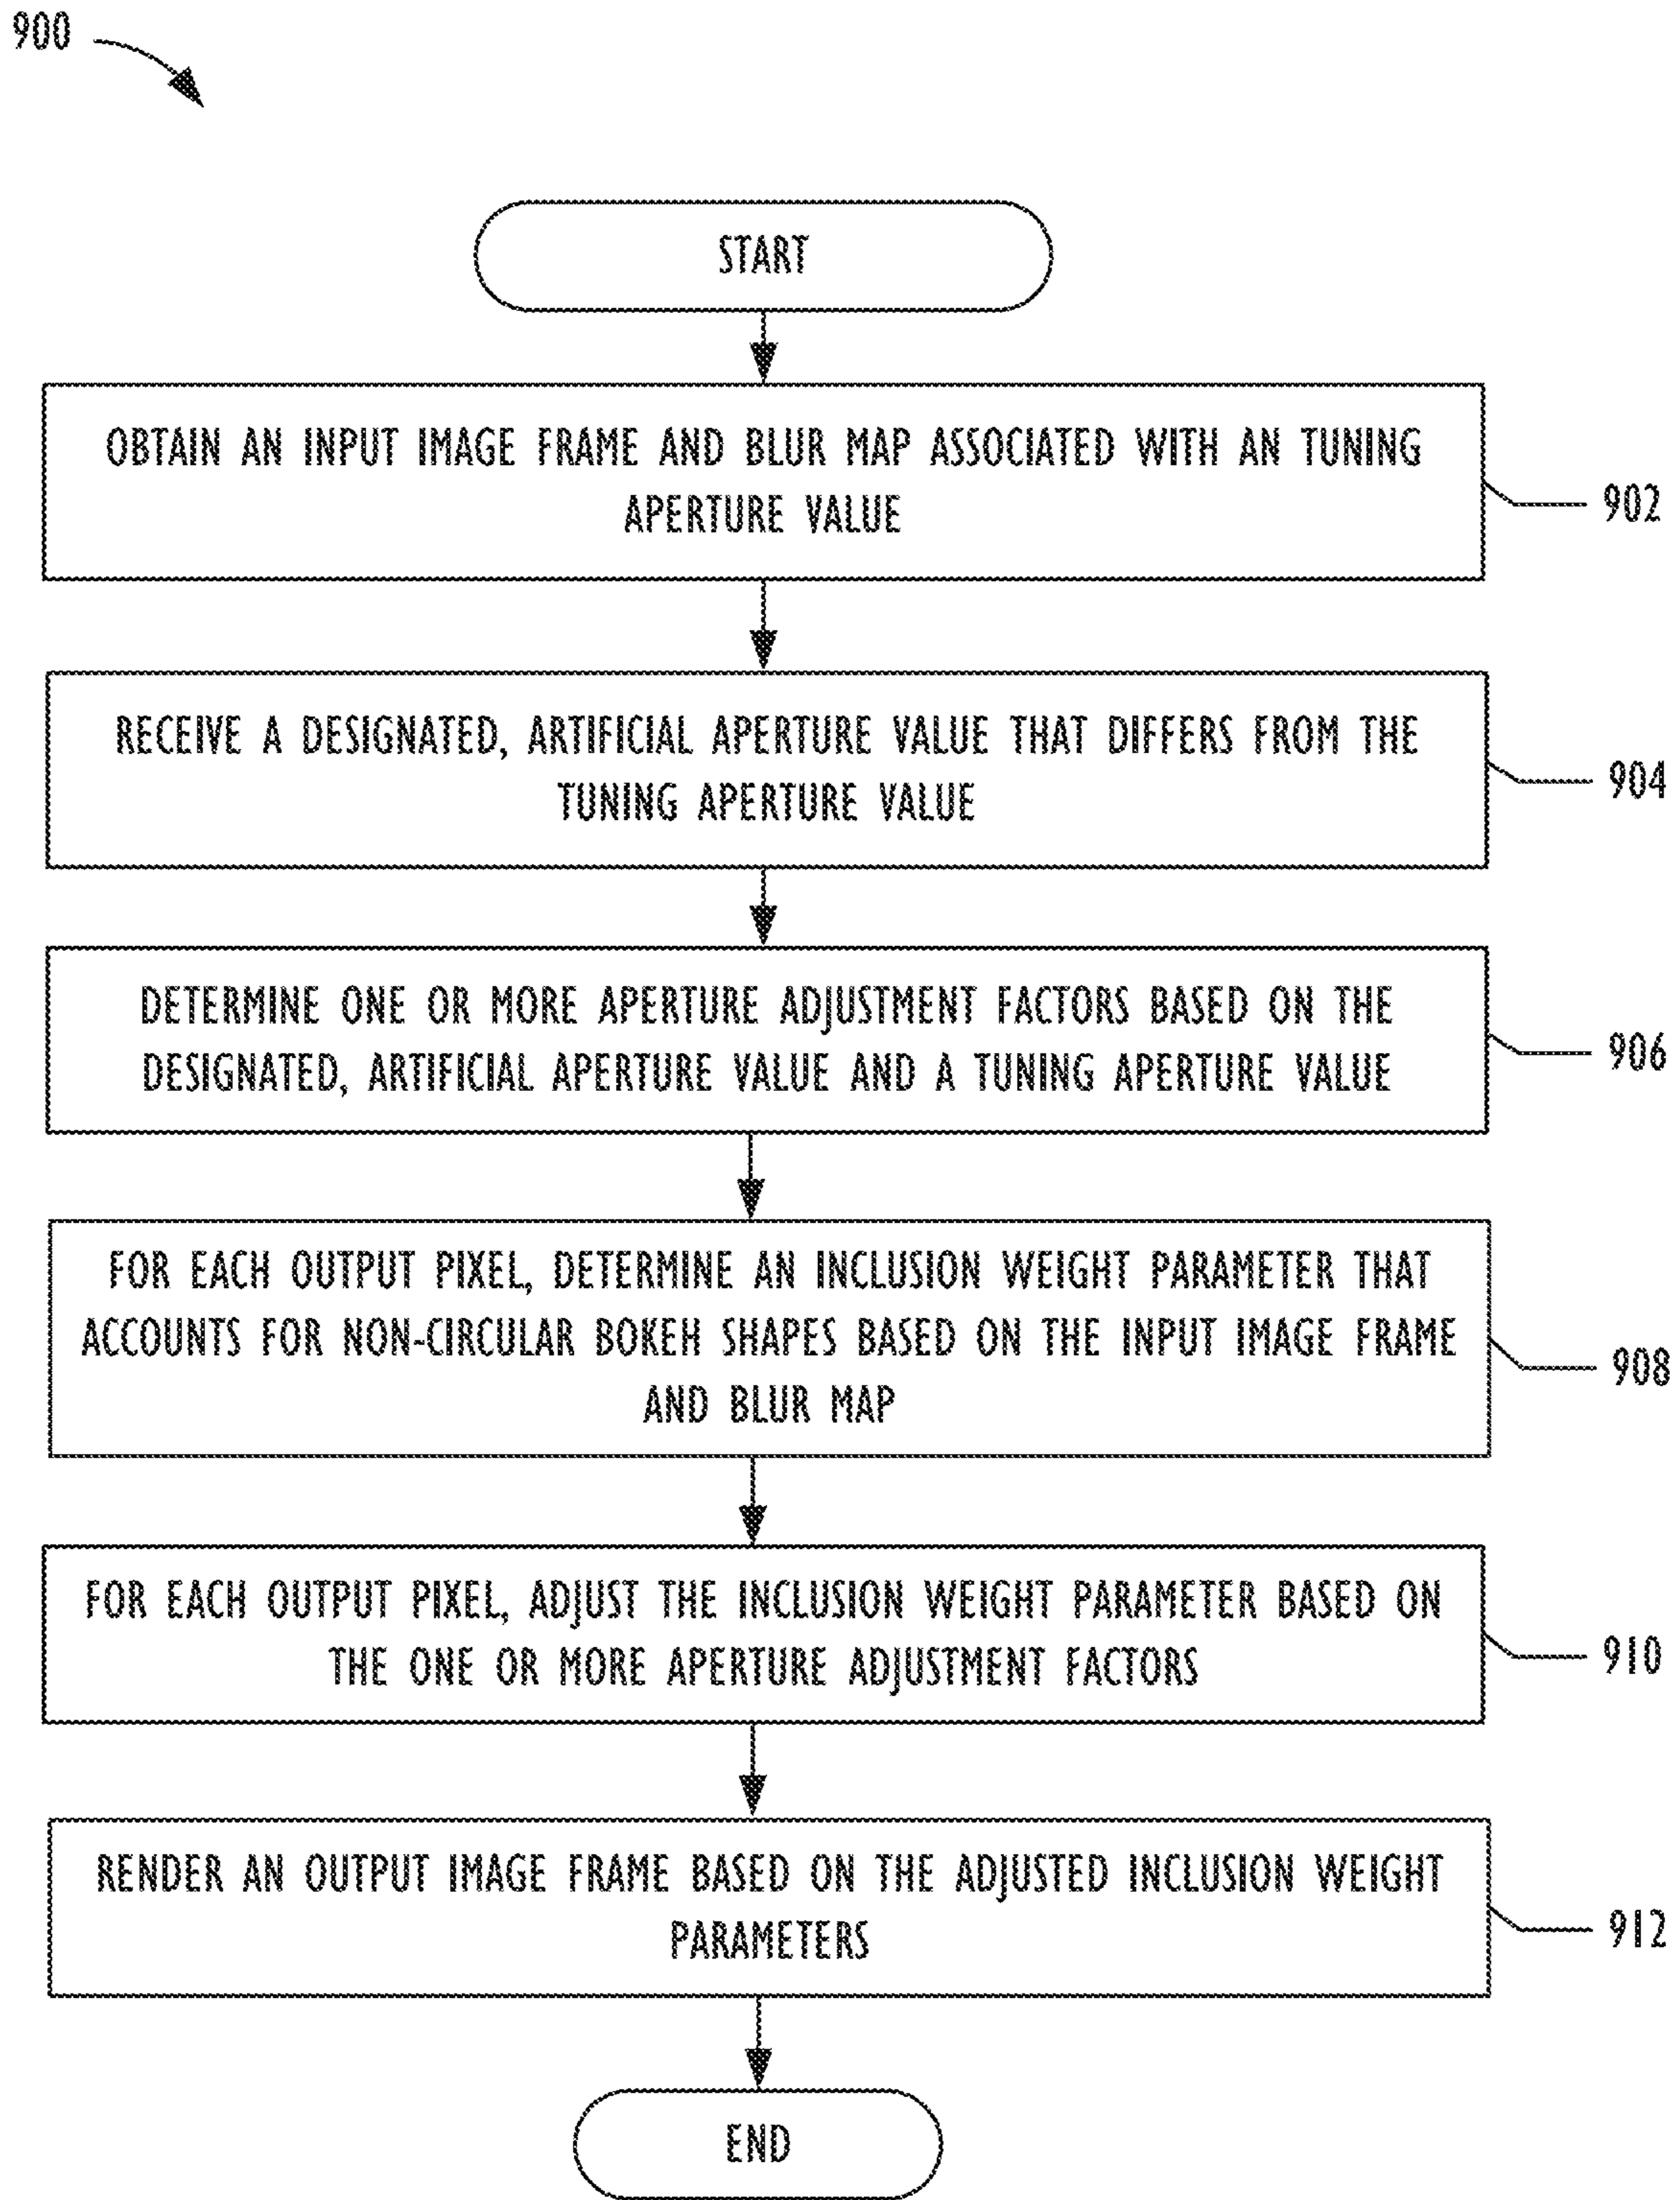 900
START
OBTAIN AN INPUT IMAGE FRAME AND BLUR MAP ASSOCIATED WITH AN TUNING
APERTURE VALUE
902
RECEIVE A DESIGNATED, ARTIFICIAL APERTURE VALUE THAT DIFFERS FROM THE
TUNING APERTURE VALUE
904
DETERMINE ONE OR MORE APERTURE ADJUSTMENT FACTORS BASED ON THE
DESIGNATED, ARTIFICIAL APERTURE VALUE AND A TUNING APERTURE VALUE
906
FOR EACH OUTPUT PIXEL, DETERMINE AN INCLUSION WEIGHT PARAMETER THAT
ACCOUNTS FOR NON-CIRCULAR BOKEH SHAPES BASED ON THE INPUT IMAGE FRAME
AND BLUR MAP
908
FOR EACH OUTPUT PIXEL, ADJUST THE INCLUSION WEIGHT PARAMETER BASED ON
THE ONE OR MORE APERTURE ADJUSTMENT FACTORS
910
RENDER AN OUTPUT IMAGE FRAME BASED ON THE ADJUSTED INCLUSION WEIGHT
PARAMETERS
912
END